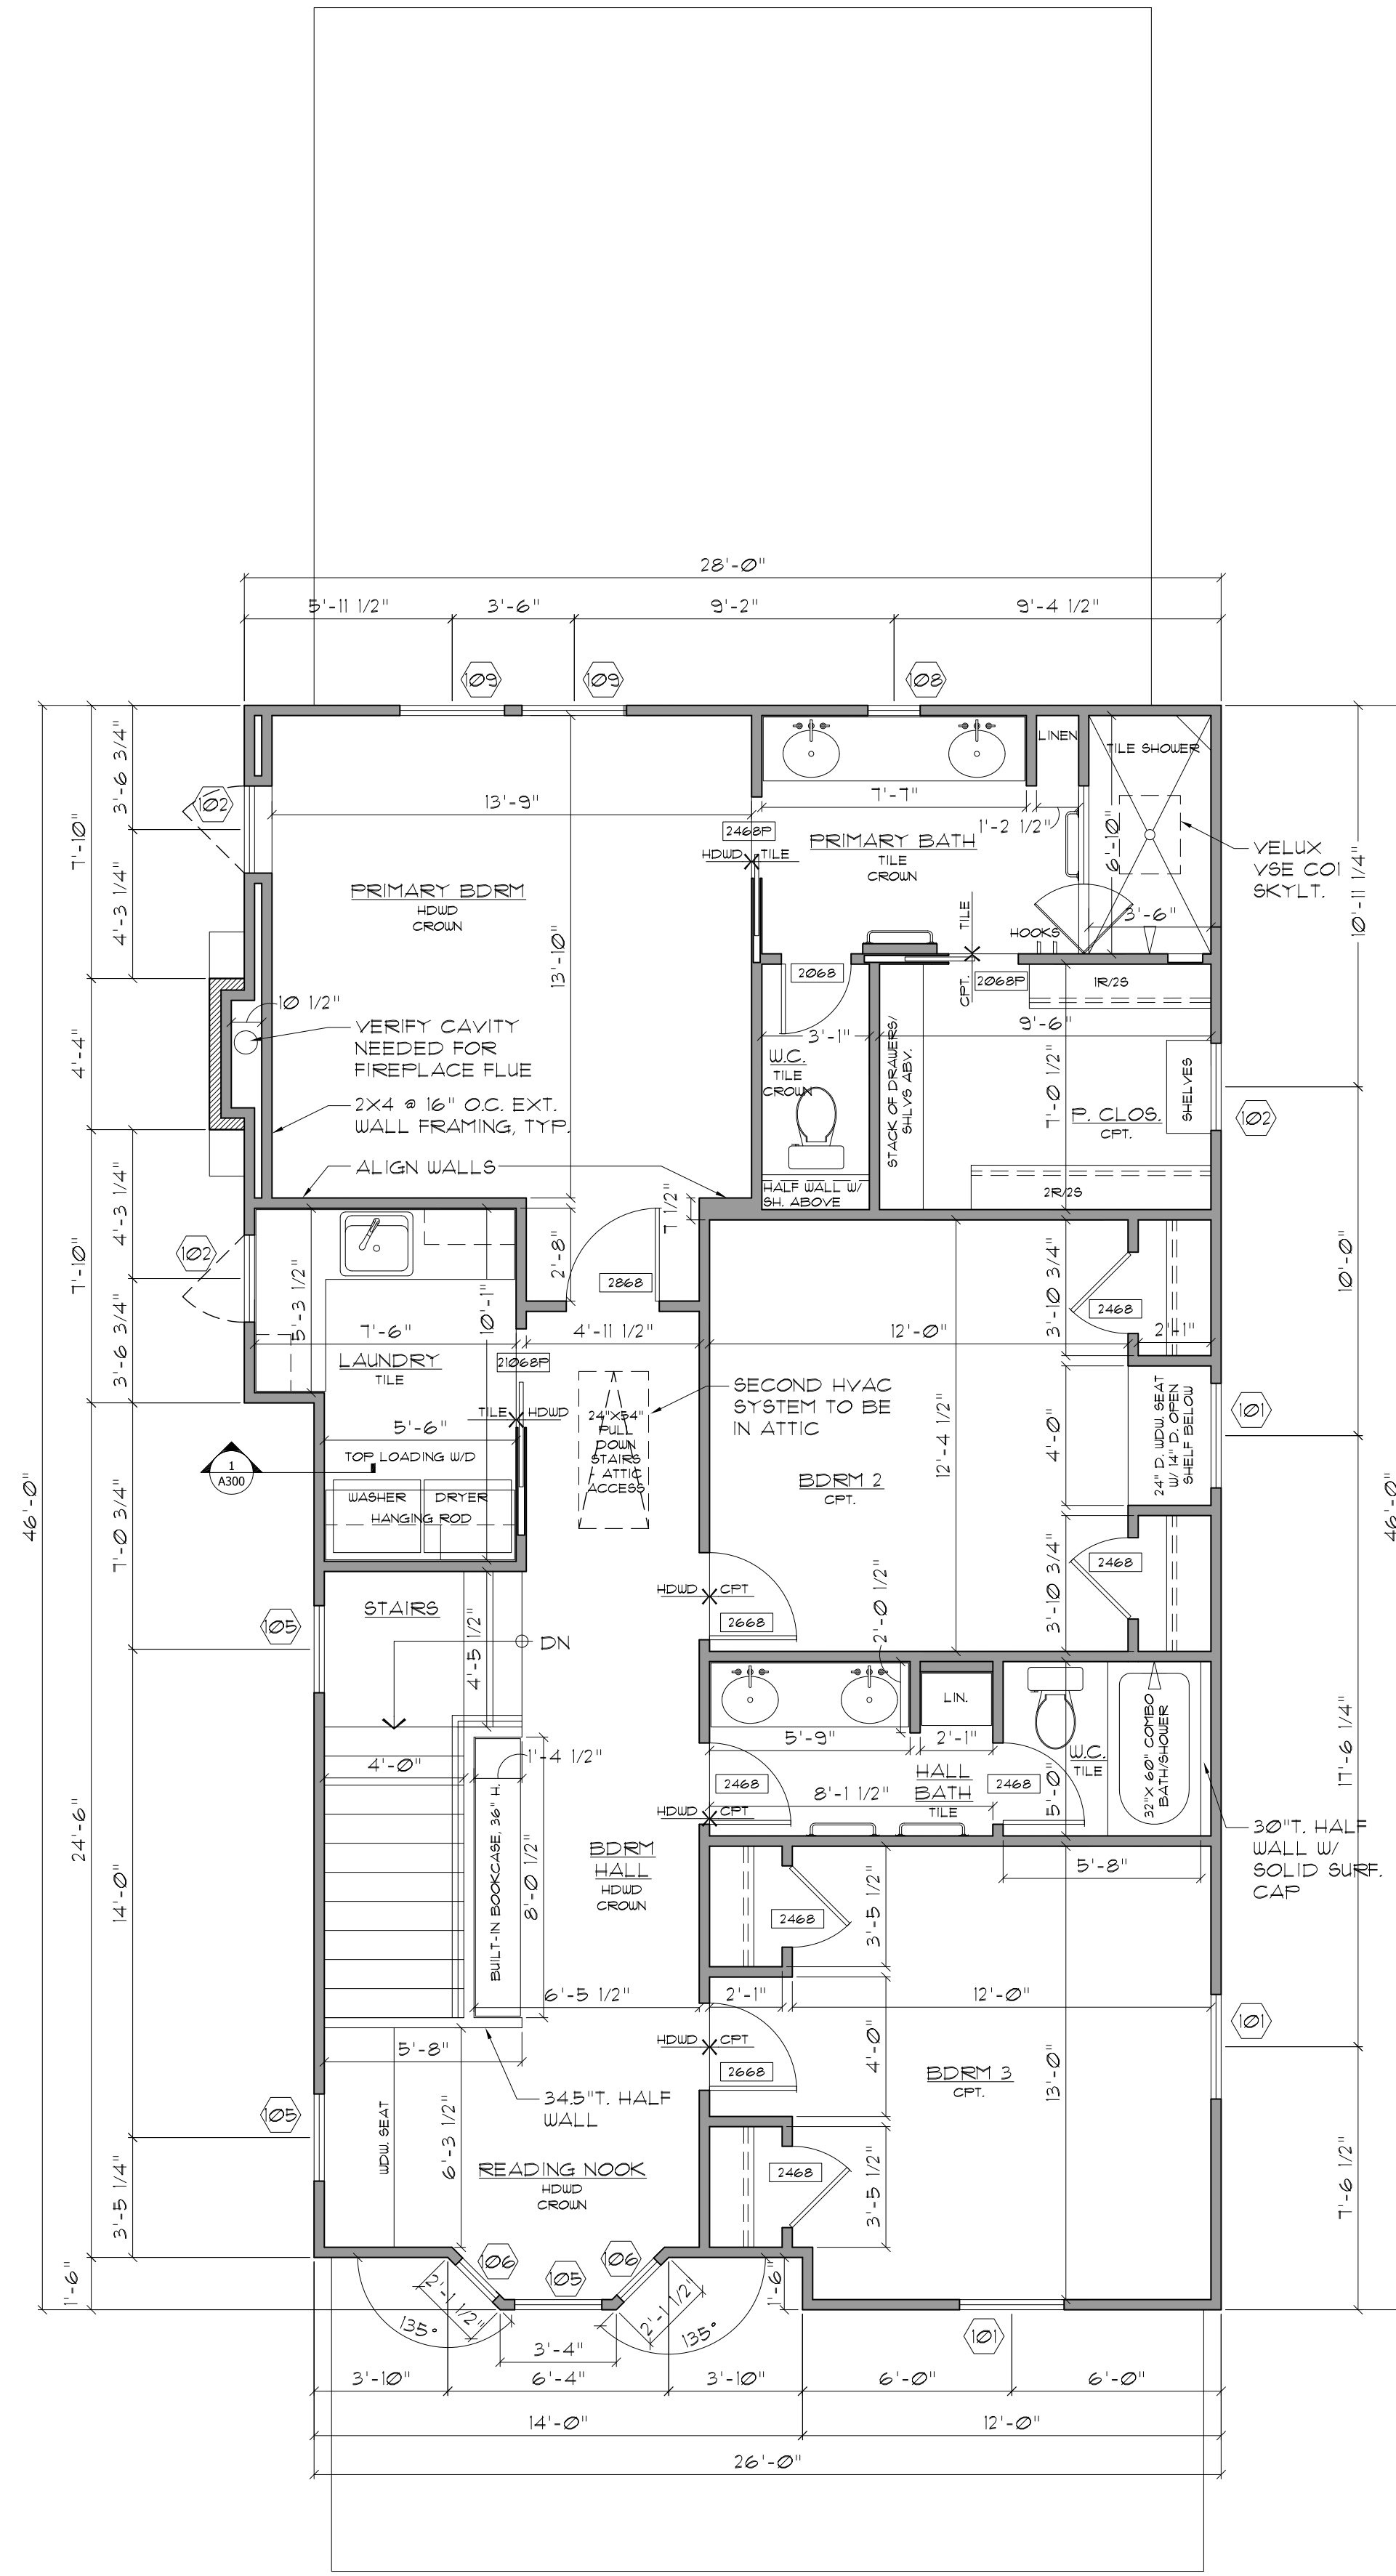 28'-0"
5'-11 1/2"
3'-6"
9'-2"
9'-4 1/2"
109
109
108
3'-6 3/4"
7'-10"
102
4'-3 1/4"
13'-9"
LINEN
TILE SHOWER
7'-7"
1'-2 1/2"
6'-10"
2468P
HDWD
TILE
PRIMARY BATH
TILE
CROWN
VELUX
VSE C01
SKYLT.
10'-11 1/4"
PRIMARY BDRM
HDWD
CROWN
13'-10"
3'-6"
TILE
HOOKS
CPT.
2068
2068P
1R/2S
10 1/2"
VERIFY CAVITY
NEEDED FOR
FIREPLACE FLUE
4'-4"
3'-1"
9'-6"
W.C.
TILE
CROWN
STACK OF DRAWERS/
SHLVS ABV.
7'-0 1/2"
SHELVES
P. CLOS.
CPT.
102
2X4 @ 16" O.C. EXT.
WALL FRAMING, TYP.
ALIGN WALLS
HALF WALL W/
SH. ABOVE
2R/2S
7 1/2"
4'-3 1/4"
7'-10"
102
2'-8"
2868
5'-3 1/2"
10'-1"
3'-10 3/4"
2468
10'-0"
3'-6 3/4"
7'-6"
4'-11 1/2"
12'-0"
2'-1"
LAUNDRY
TILE
21068P
SECOND HVAC
SYSTEM TO BE
IN ATTIC
TILE
HDWD
24"X54"
PULL
DOWN
STAIRS
- ATTIC
ACCESS
5'-6"
12'-4 1/2"
4'-0"
24" D. WDW. SEAT
W/ 14" D. OPEN
SHELF BELOW
101
TOP LOADING W/D
1
A300
WASHER
DRYER
HANGING ROD
BDRM 2
CPT.
46'-0"
46'-0"
7'-0 3/4"
3'-10 3/4"
2468
HDWD
CPT
2668
STAIRS
105
4'-5 1/2"
DN
2'-0 1/2"
LIN.
5'-9"
2'-1"
W.C.
TILE
32"X 60" COMBO
BATH/SHOWER
17'-6 1/4"
4'-0"
1'-4 1/2"
2468
HALL
BATH
TILE
2468
5'-0"
8'-1 1/2"
HDWD
CPT
24'-6"
30"T. HALF
WALL W/
SOLID SURF.
CAP
BDRM
HALL
HDWD
CROWN
5'-8"
14'-0"
BUILT-IN BOOKCASE, 36" H.
8'-0 1/2"
2468
3'-5 1/2"
6'-5 1/2"
2'-1"
12'-0"
101
HDWD
CPT
5'-8"
4'-0"
2668
BDRM 3
CPT.
13'-0"
34.5"T. HALF
WALL
105
WDW. SEAT
6'-3 1/2"
READING NOOK
HDWD
CROWN
2468
3'-5 1/2"
3'-5 1/4"
7'-6 1/2"
106
105
106
1'-6"
2'-1 1/2"
2'-1 1/2"
1'-6"
135°
135°
3'-4"
101
3'-10"
6'-4"
3'-10"
6'-0"
6'-0"
14'-0"
12'-0"
26'-0"